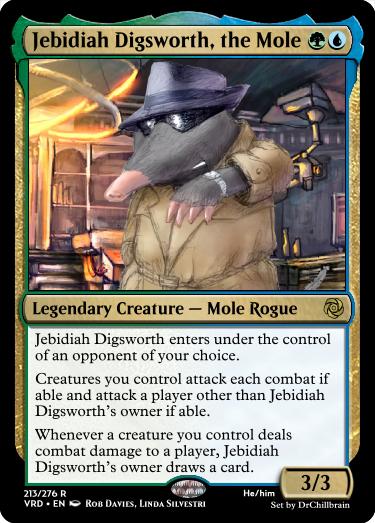 Jebidiah Digsworth, the Mole
Legendary Creature — Mole Rogue
Jebidiah Digsworth enters under the control
of an opponent of your choice.
Creatures you control attack each combat if
able and attack a player other than Jebidiah
Digsworth's owner if able.
Whenever a creature you control deals
combat damage to a player, Jebidiah
Digsworth's owner draws a card.
3/3
213/276 R
He/him
VRD • EN Rob Davies, Linda Silvestri
Set by DrChillbrain